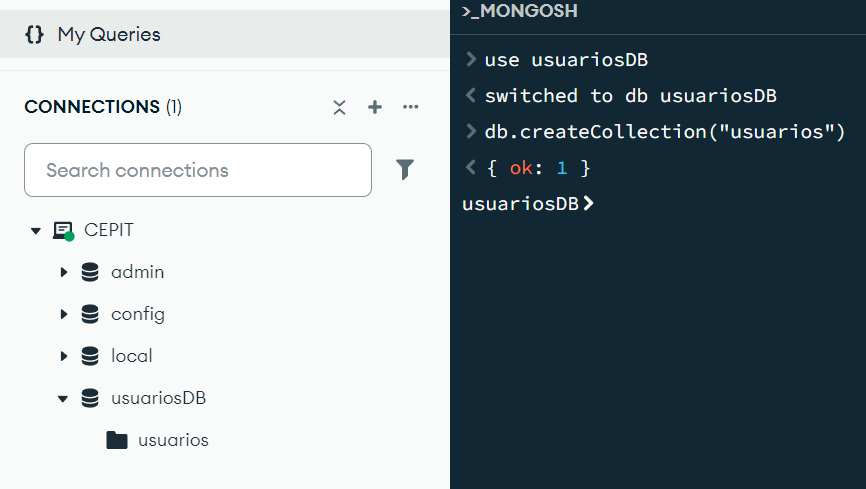 {} My Queries
CONNECTIONS (1)
Search connections
CEPIT
admin
config
local
usuariosDB
usuarios
>_MONGOSH
> use usuariosDB
< switched to db usuariosDB
> db.createCollection("usuarios")
< { ok: 1 }
usuariosDB>